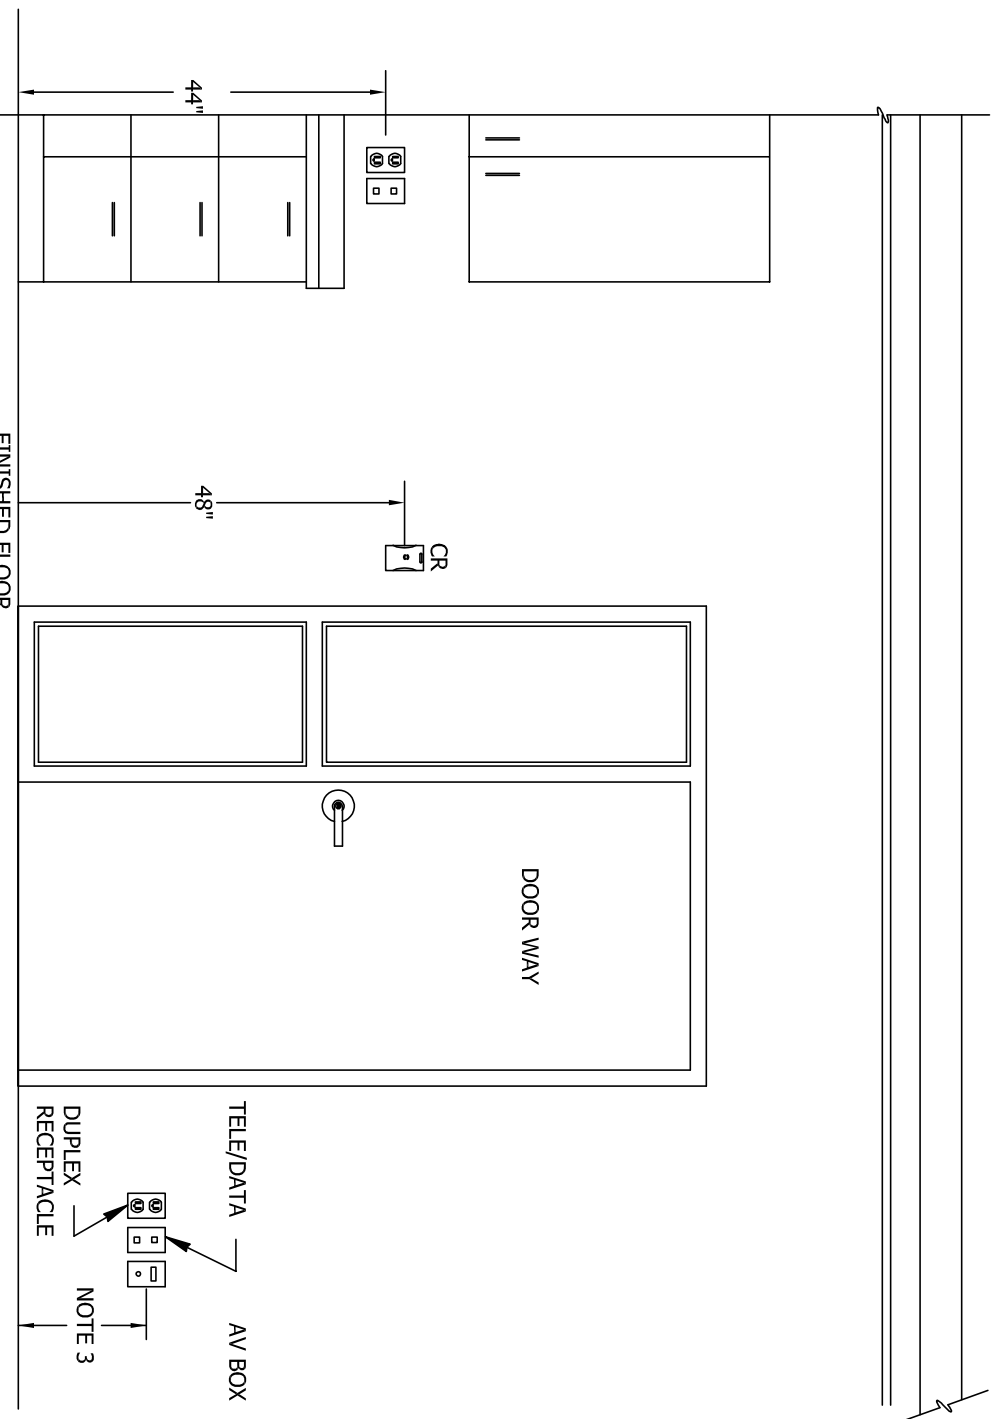 44"
48"
CR
FINISHED FLOOR
DOOR WAY
TELE/DATA
AV BOX
DUPLEX
RECEPTACLE
NOTE 3